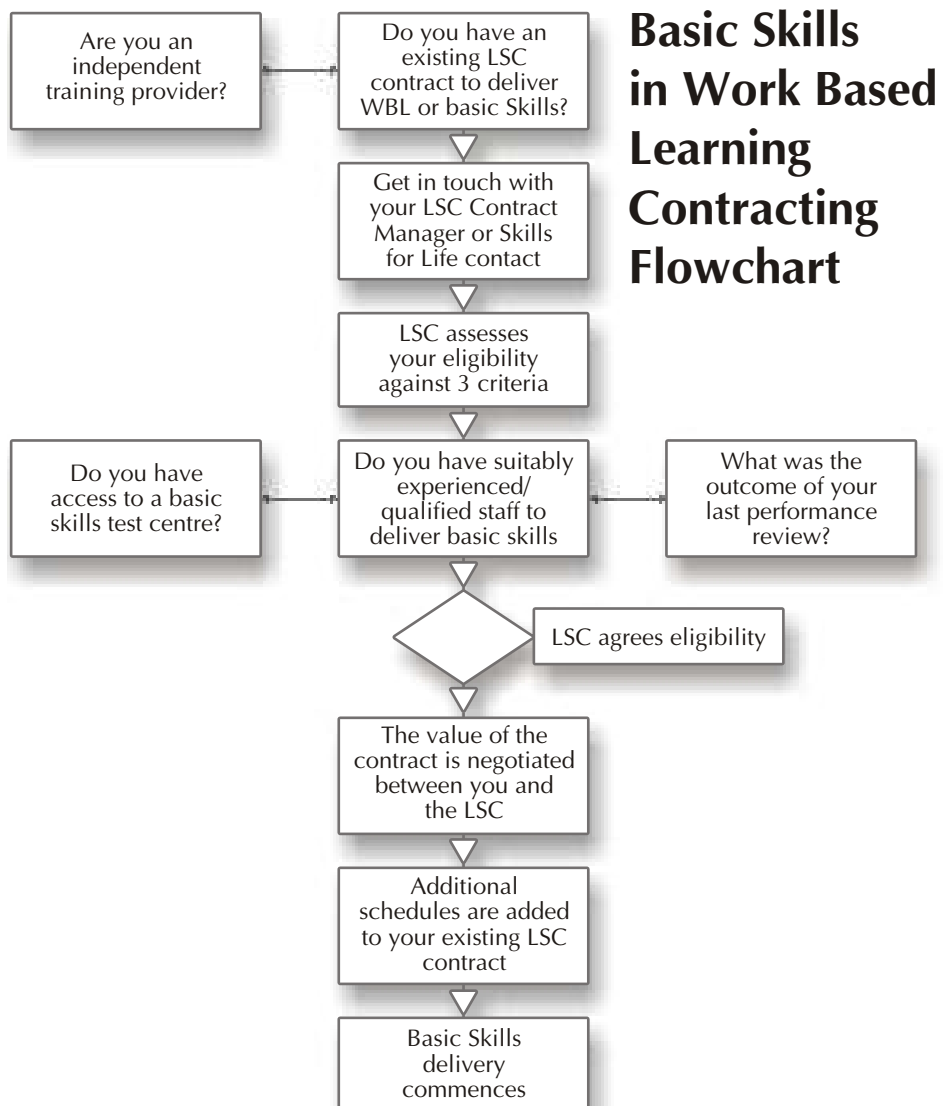 Basic Skills
in Work Based
Learning
Contracting
Flowchart
Are you an
independent
training provider?
Do you have an
existing LSC
contract to deliver
WBL or basic Skills?
Get in touch with
your LSC Contract
Manager or Skills
for Life contact
LSC assesses
your eligibility
against 3 criteria
Do you have
access to a basic
skills test centre?
Do you have suitably
experienced/
qualified staff to
deliver basic skills
What was the
outcome of your
last performance
review?
LSC agrees eligibility
The value of the
contract is negotiated
between you and
the LSC
Additional
schedules are added
to your existing LSC
contract
Basic Skills
delivery
commences